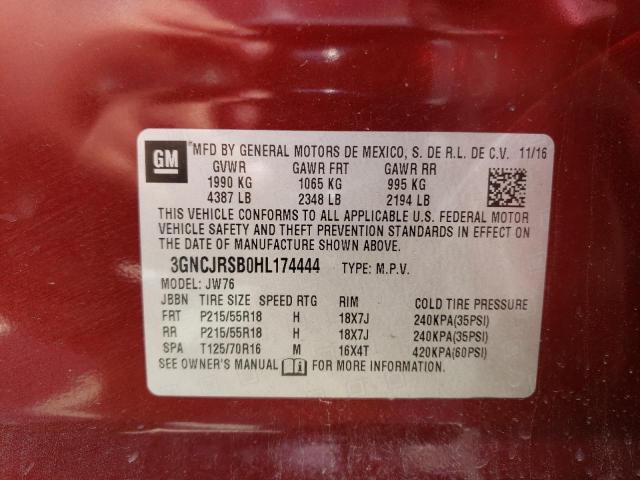 GM
MFD BY GENERAL MOTORS DE MEXICO, S. DE R.L. DE C.V. 11/16
GVWR GAWR FRT GAWR RR
1990 KG 1065 KG 995 KG
4387 LB 2348 LB 2194 LB
THIS VEHICLE CONFORMS TO ALL APPLICABLE U.S. FEDERAL MOTOR
VEHICLE SAFETY AND THEFT PREVENTION STANDARDS IN EFFECT ON
THE DATE OF MANUFACTURE SHOWN ABOVE.
3GNCJRSB0HL174444 TYPE: M.P.V.
MODEL: JW76
JBBN TIRE SIZE SPEED RTG RIM COLD TIRE PRESSURE
FRT P215/55R18 H 18X7J 240KPA(35PSI)
RR P215/55R18 H 18X7J 240KPA(35PSI)
SPA T125/70R16 M 16X4T 420KPA(60PSI)
SEE OWNER'S MANUAL FOR MORE INFORMATION.